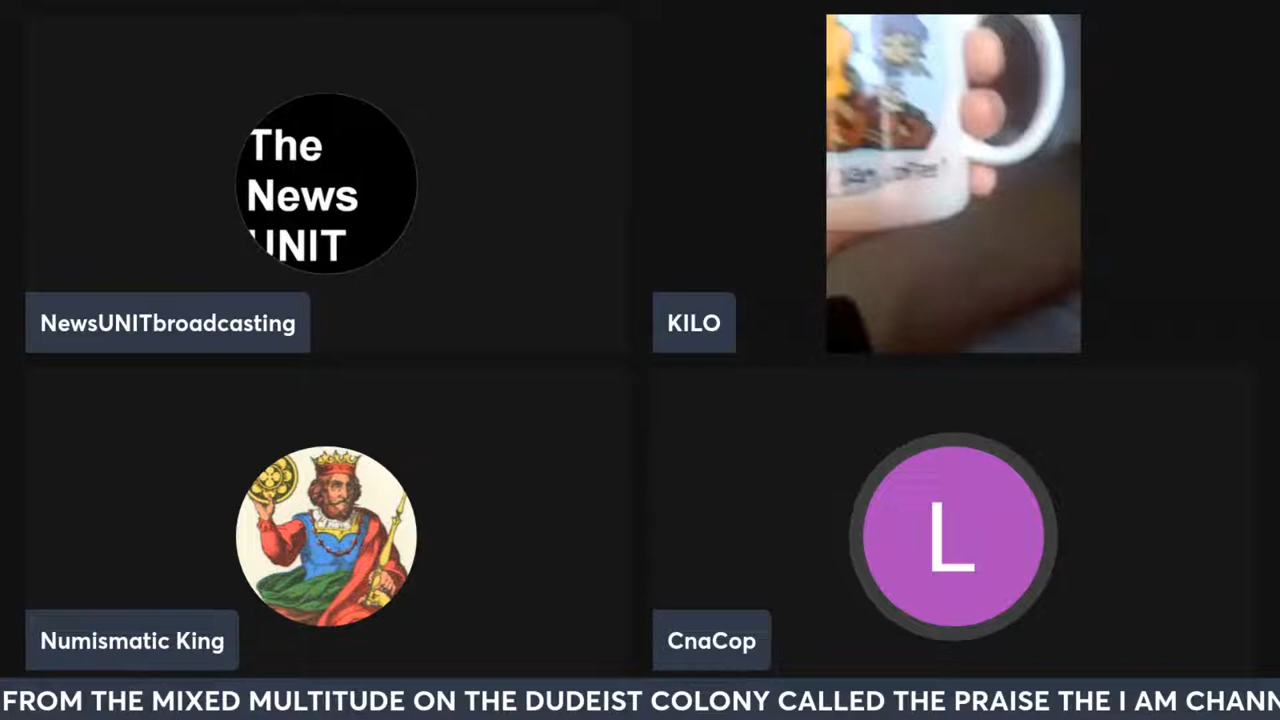 The
News
UNIT
NewsUNITbroadcasting
KILO
Numismatic King
L
CnaCop
FROM THE MIXED MULTITUDE ON THE DUDEIST COLONY CALLED THE PRAISE THE I AM CHANN